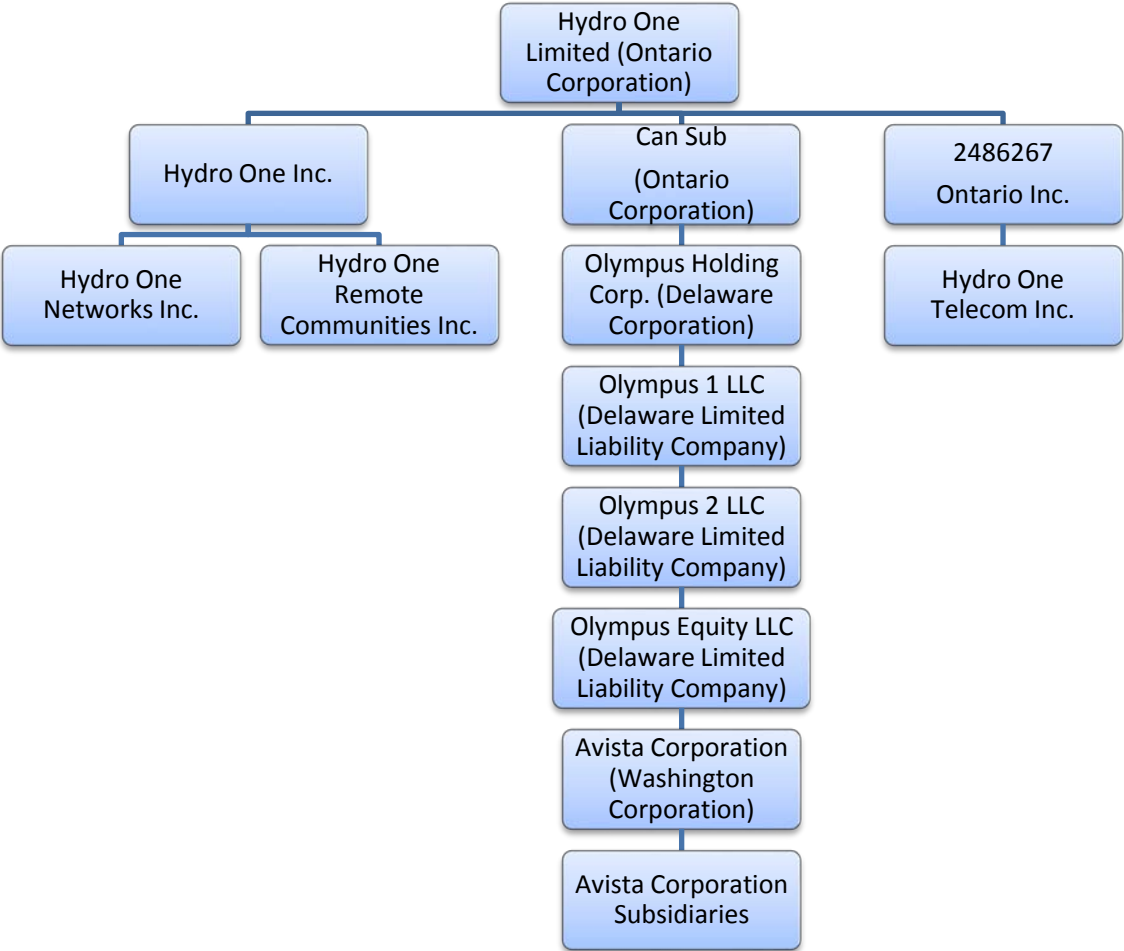 Hydro One
Limited (Ontario
Corporation)
Hydro One Inc.
Can Sub
(Ontario
Corporation)
2486267
Ontario Inc.
Hydro One
Networks Inc.
Hydro One
Remote
Communities Inc.
Olympus Holding
Corp. (Delaware
Corporation)
Hydro One
Telecom Inc.
Olympus 1 LLC
(Delaware Limited
Liability Company)
Olympus 2 LLC
(Delaware Limited
Liability Company)
Olympus Equity LLC
(Delaware Limited
Liability Company)
Avista Corporation
(Washington
Corporation)
Avista Corporation
Subsidiaries